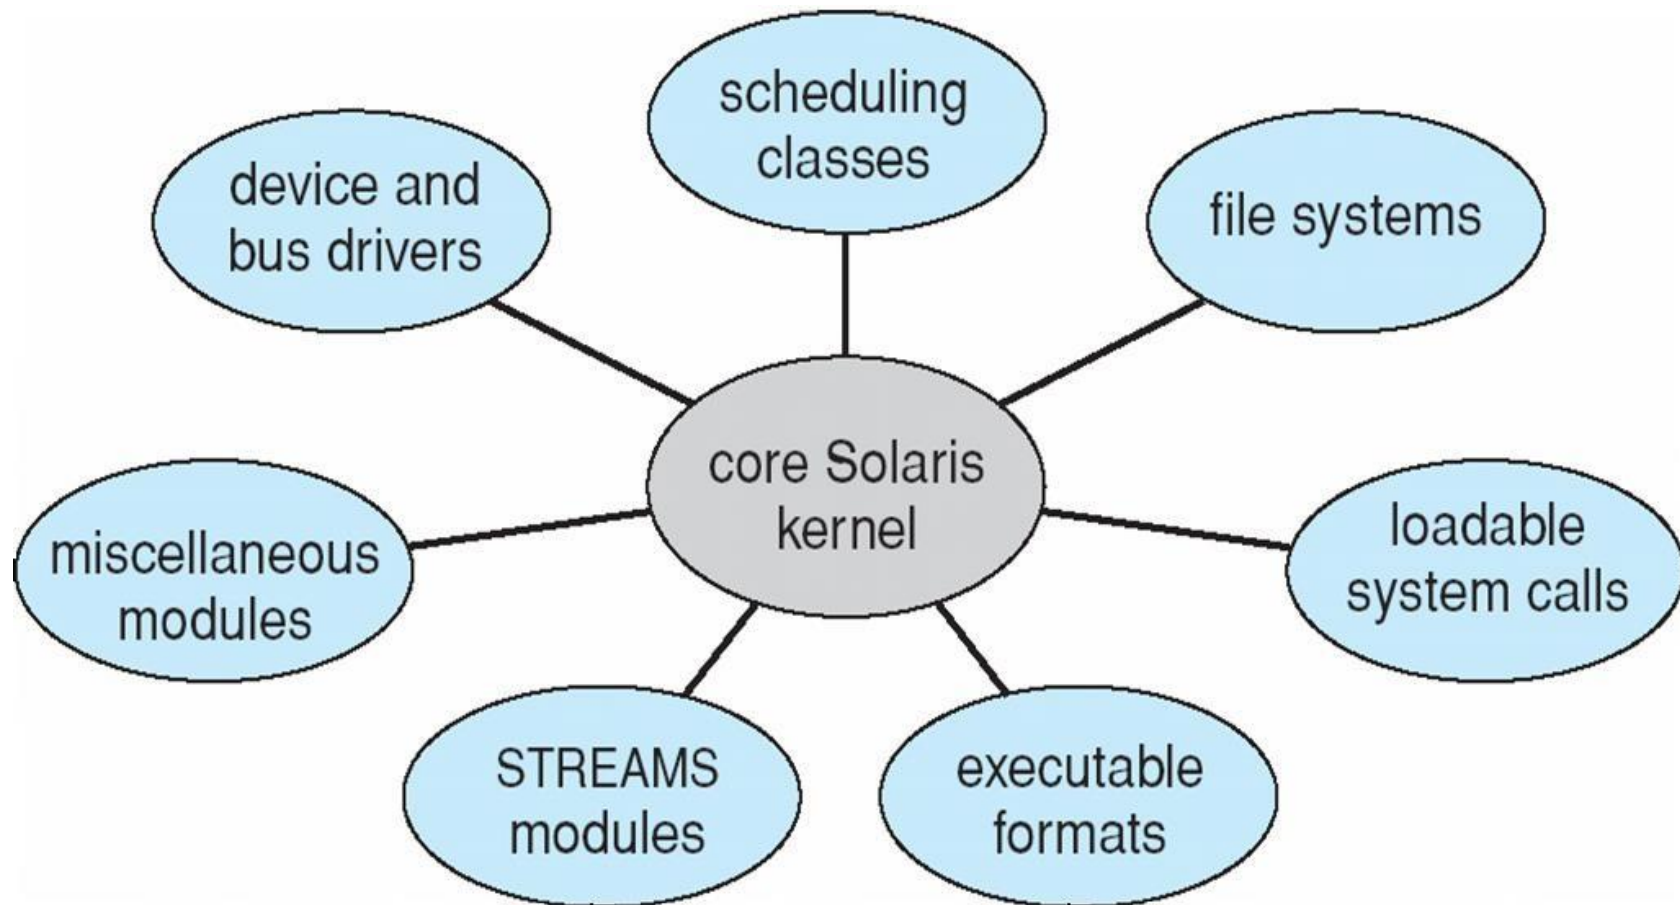 scheduling
classes
device and
bus drivers
file systems
core Solaris
kernel
loadable
system calls
miscellaneous
modules
STREAMS
modules
executable
formats